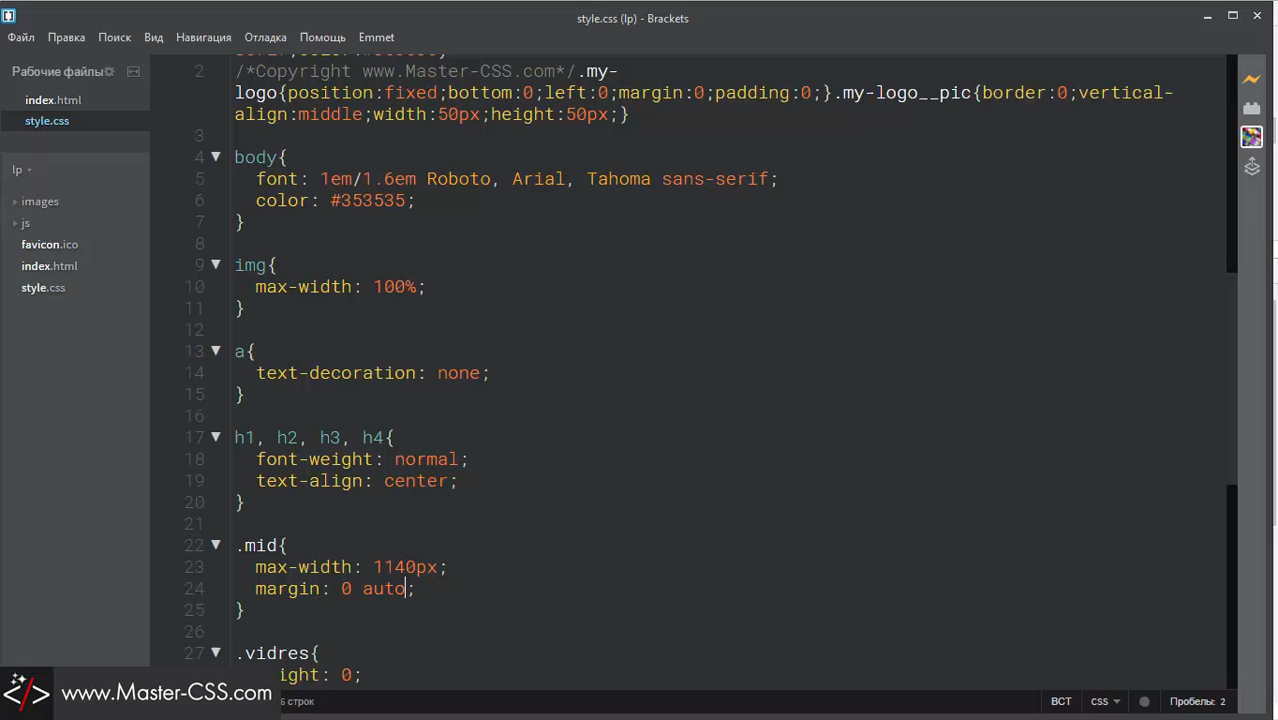 style.css (lp) - Brackets
Файл Правка Поиск Вид Навигация Отладка Помощь Emmet
Рабочие файлы
index.html
style.css
lp
images
js
favicon.ico
index.html
style.css
2 /*Copyright www.Master-CSS.com*/.my-
logo{position:fixed;bottom:0;left:0;margin:0;padding:0;}.my-logo__pic{border:0;vertical-
align:middle;width:50px;height:50px;}
3
4 body{
5 font: 1em/1.6em Roboto, Arial, Tahoma sans-serif;
6 color: #353535;
7 }
8
9 img{
10 max-width: 100%;
11 }
12
13 a{
14 text-decoration: none;
15 }
16
17 h1, h2, h3, h4{
18 font-weight: normal;
19 text-align: center;
20 }
21
22 .mid{
23 max-width: 1140px;
24 margin: 0 auto;
25 }
26
27 .vidres{
ight: 0;
www.Master-CSS.com
6 строк ВСТ CSS Пробелы: 2